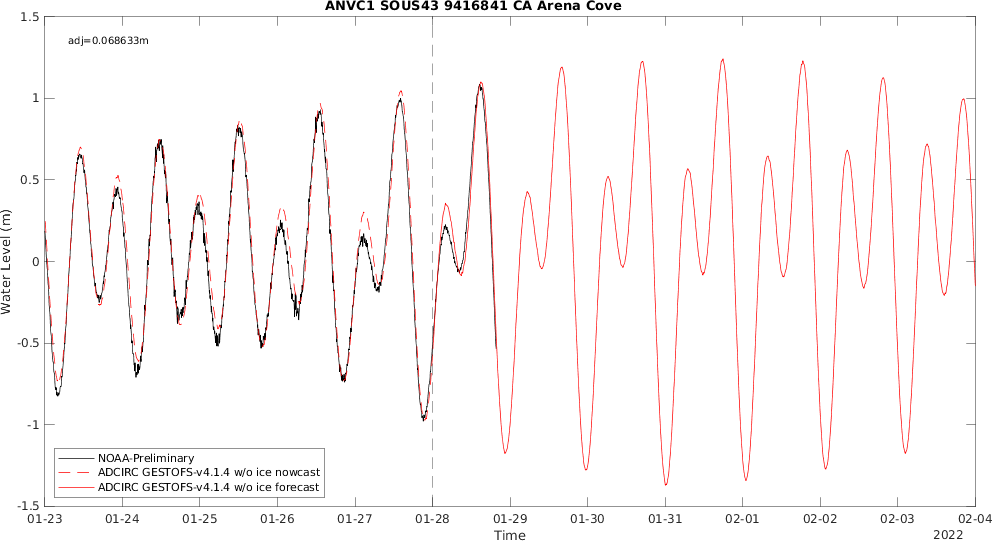 ANVC1 SOUS43 9416841 CA Arena Cove
adj=0.068633m
1.5
1
0.5
0
-0.5
-1
-1.5
Water Level (m)
NOAA-Preliminary
ADCIRC GESTOFS-v4.1.4 w/o ice nowcast
ADCIRC GESTOFS-v4.1.4 w/o ice forecast
01-23 01-24 01-25 01-26 01-27 01-28 01-29 01-30 01-31 02-01 02-02 02-03 02-04
Time
2022